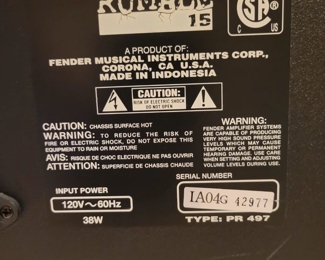 RUMBLE
15
C US
A PRODUCT OF:
FENDER MUSICAL INSTRUMENTS CORP.,
CORONA, CA U.S.A.
MADE IN INDONESIA
CAUTION:
RISK OF ELECTRIC SHOCK
DO NOT OPEN
CAUTION: CHASSIS SURFACE HOT
WARNING: TO REDUCE THE RISK OF
FIRE OR ELECTRIC SHOCK, DO NOT EXPOSE THIS
EQUIPMENT TO RAIN OR MOISTURE
AVIS: RISQUE DE CHOC ELECTRIQUE NE PAS OUVRIR
ATTENTION: SUPERFICIE DE CHASSIS CHAUDE
WARNING:
FENDER AMPLIFIER SYSTEMS
ARE CAPABLE OF PRODUCING
VERY HIGH SOUND PRESSURE
LEVELS WHICH MAY CAUSE
TEMPORARY OR PERMANENT
HEARING DAMAGE. USE CARE
WHEN SETTING AND ADJUSTING
VOLUME LEVELS DURING USE
INPUT POWER
120V~60Hz
38W
SERIAL NUMBER
IA04G 42977
TYPE: PR 497